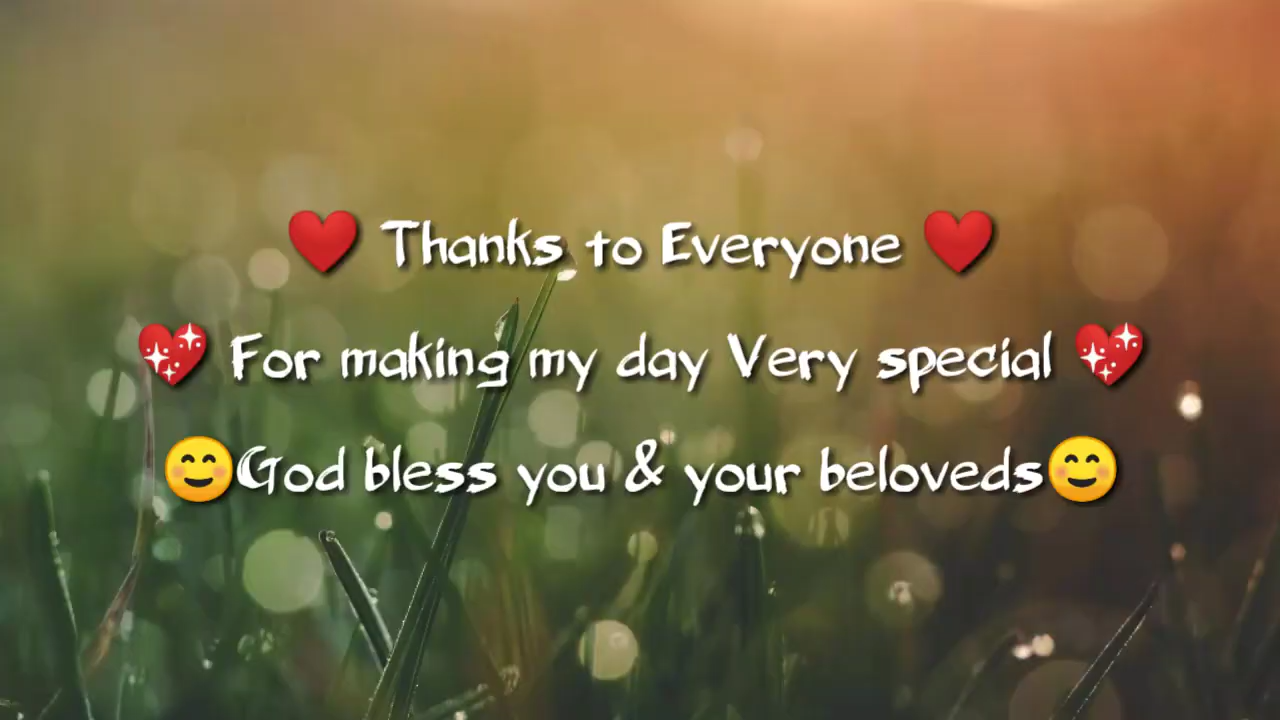 ❤️ Thanks to Everyone ❤️
💖 For making my day Very special 💖
😊God bless you & your beloveds😊